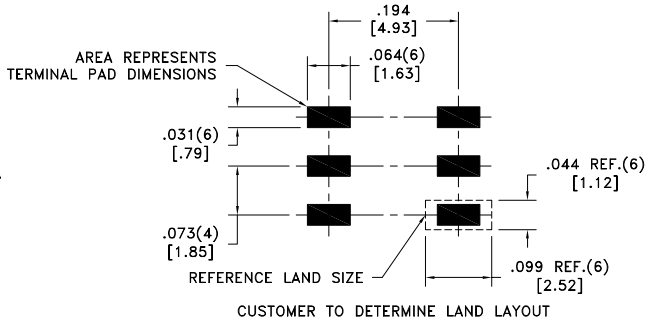 .194
[4.93]
AREA REPRESENTS
TERMINAL PAD DIMENSIONS
.064(6)
[1.63]
.031(6)
[.79]
.044 REF.(6)
[1.12]
.073(4)
[1.85]
REFERENCE LAND SIZE
.099 REF.(6)
[2.52]
CUSTOMER TO DETERMINE LAND LAYOUT